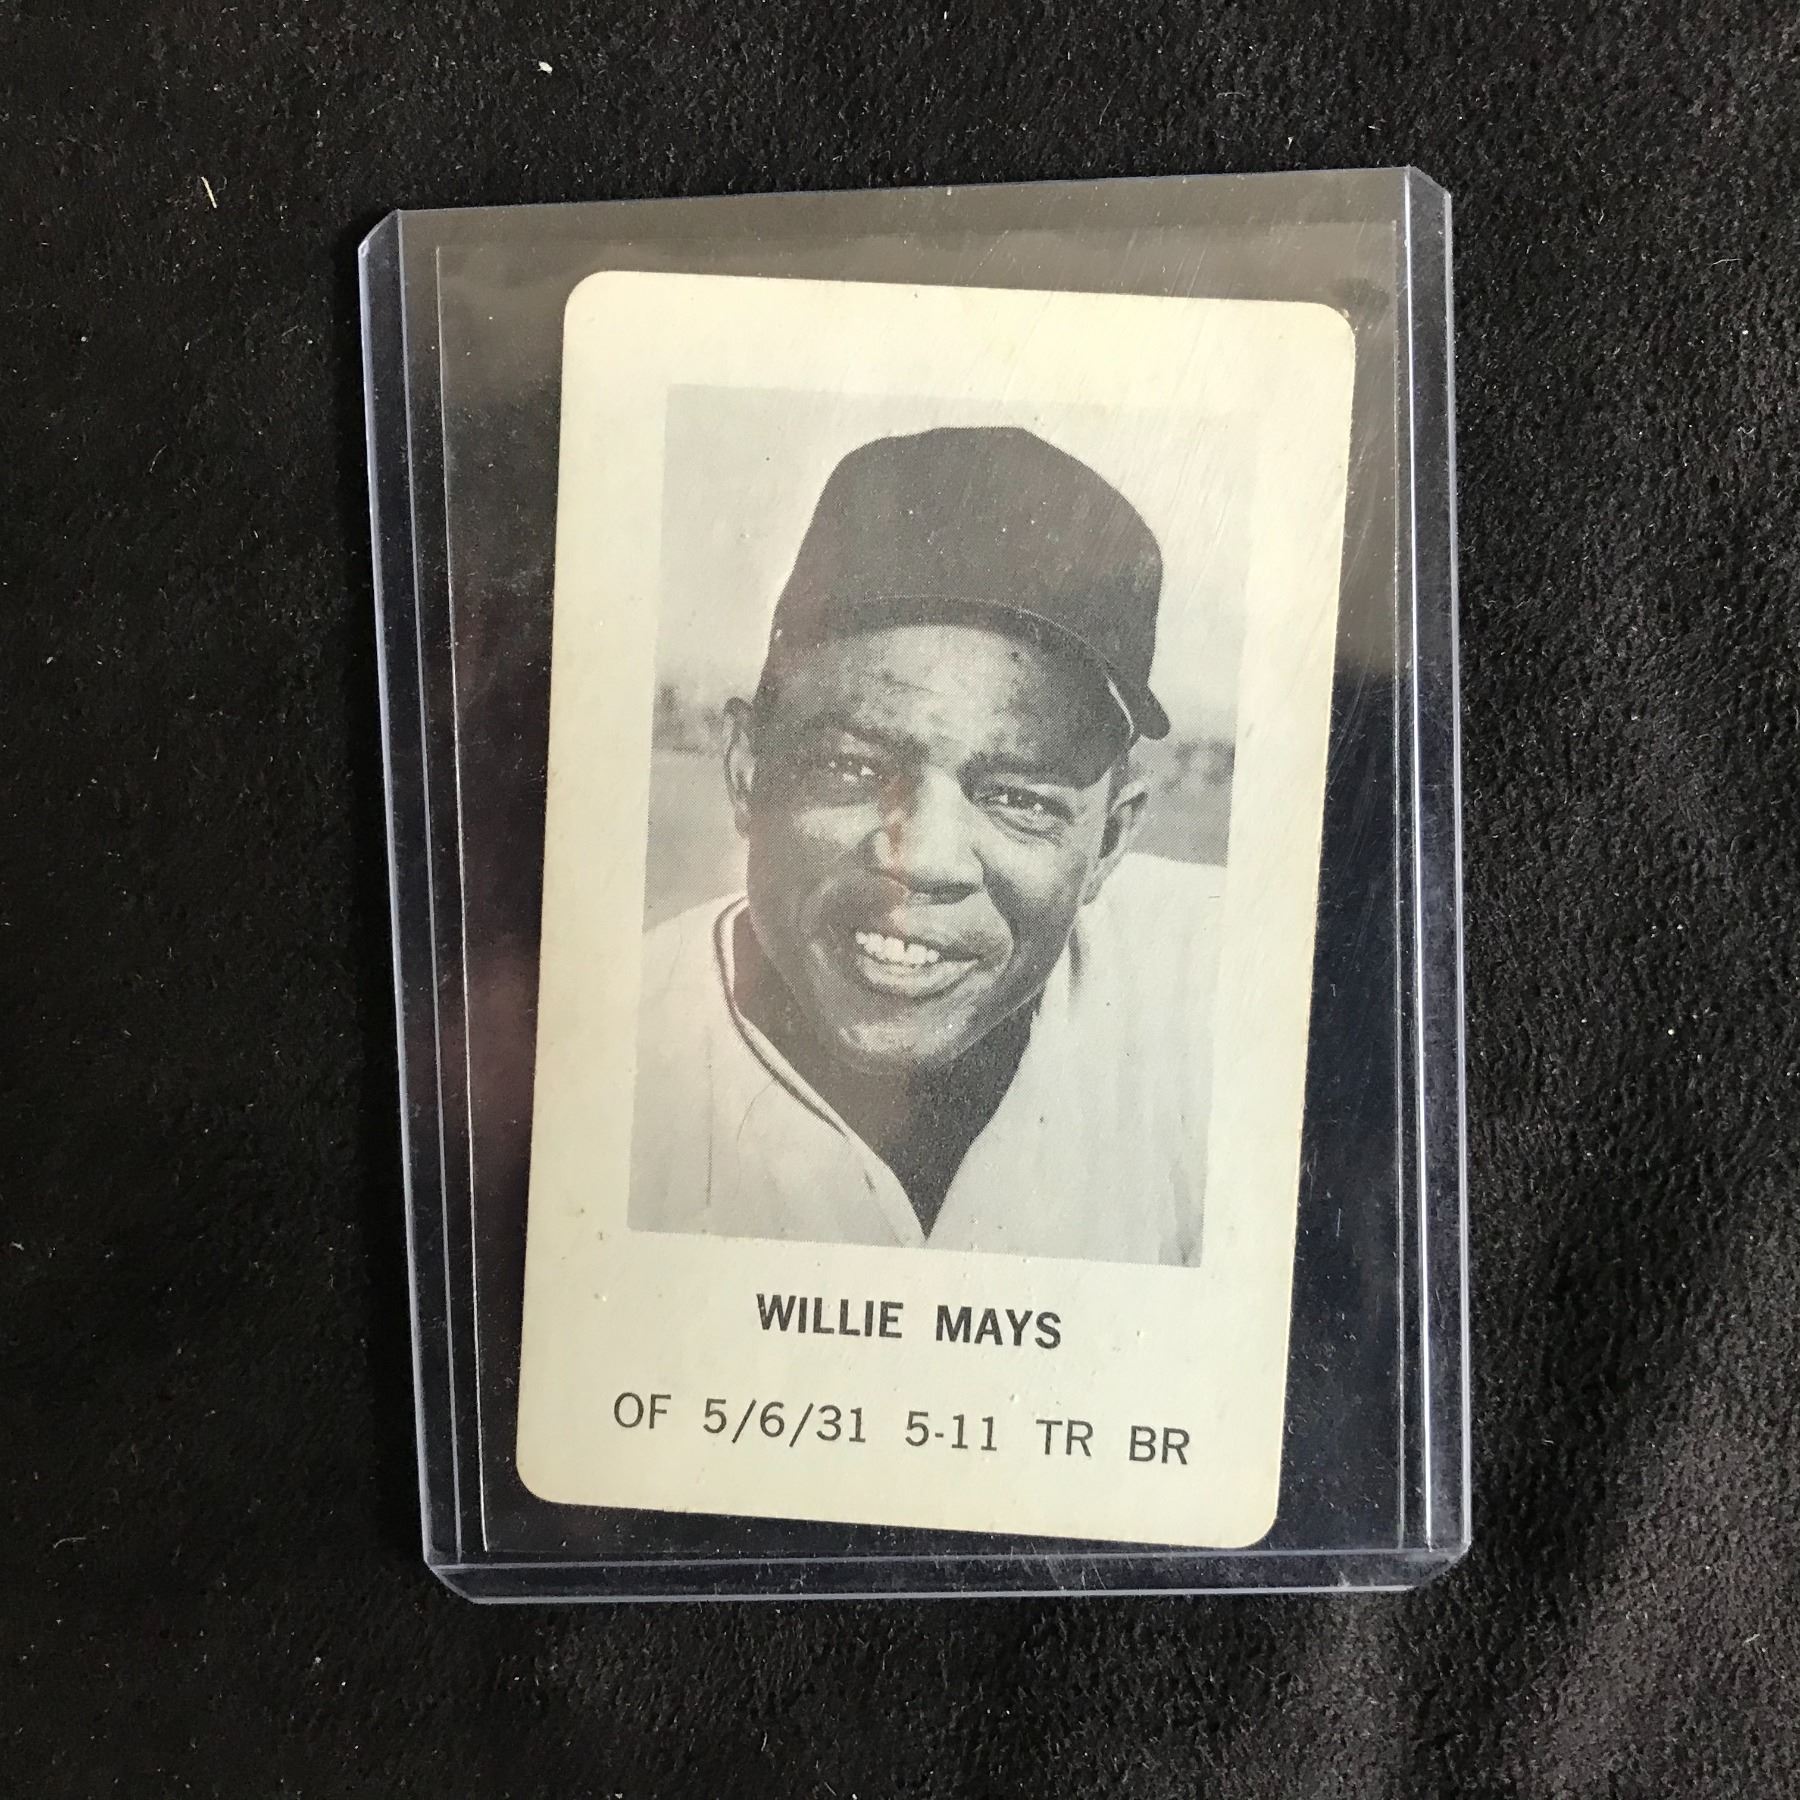 WILLIE MAYS
OF 5/6/31 5-11 TR BR